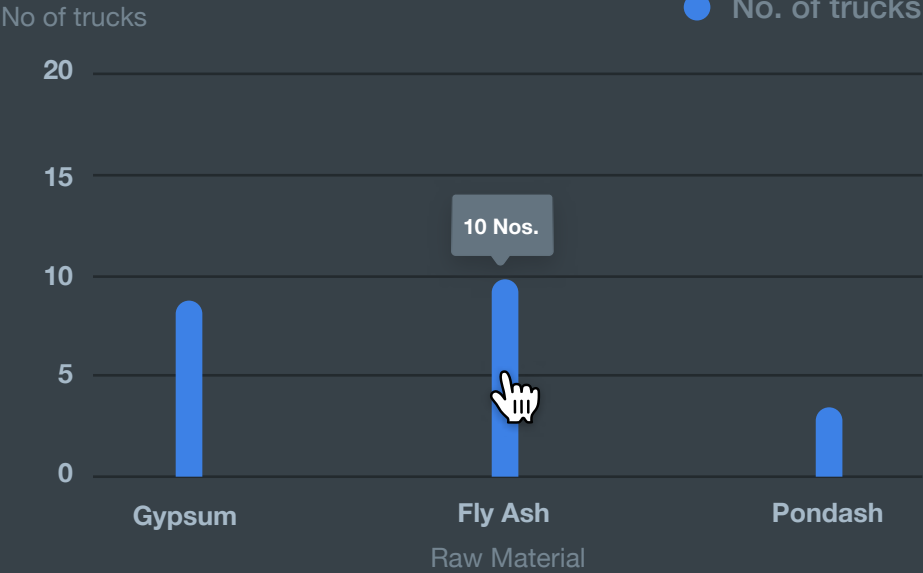 No of trucks
No. of trucks
20
15
10 Nos.
10
5
0
Gypsum
Fly Ash
Pondash
Raw Material